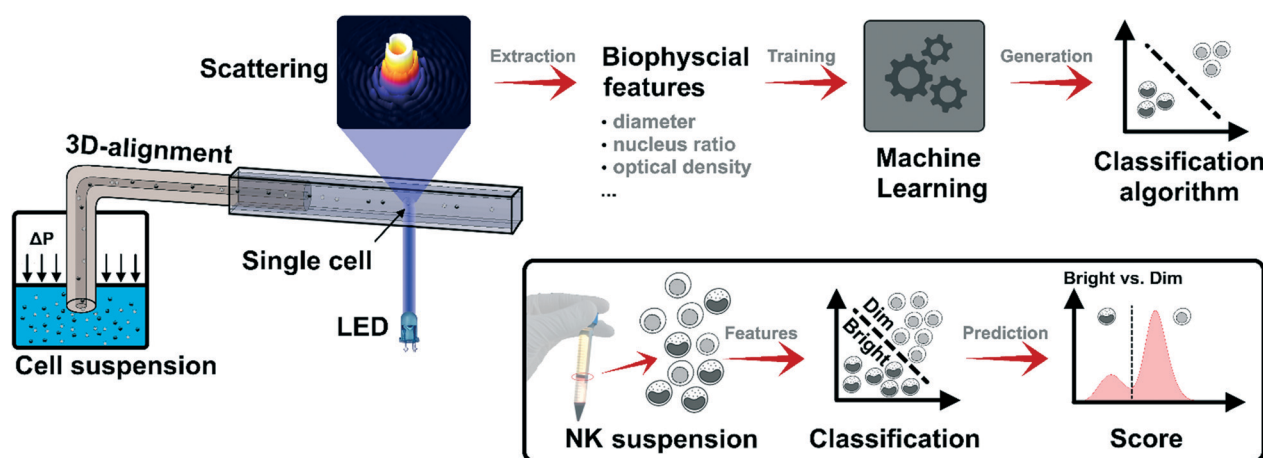 Scattering
Extraction
Biophyscial
features
• diameter
• nucleus ratio
• optical density
...
Training
Machine
Learning
Generation
Classification
algorithm
3D-alignment
ΔP
Cell suspension
Single cell
LED
NK suspension
Features
Dim
Bright
Classification
Prediction
Bright vs. Dim
Score